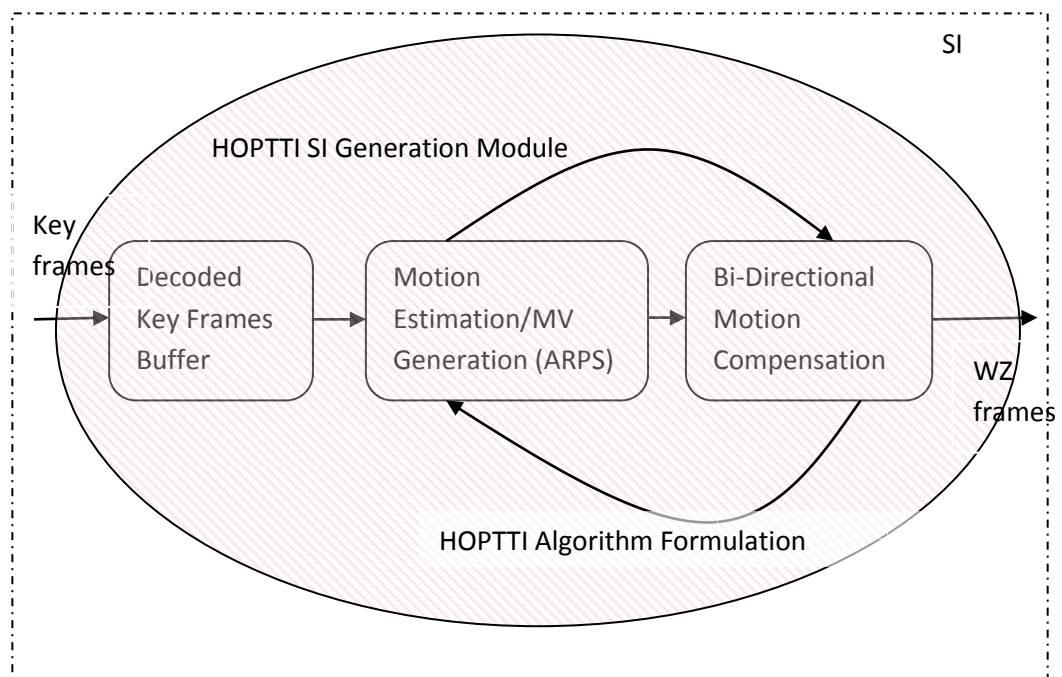 SI
HOPTTI SI Generation Module
Key
frames
Decoded
Key Frames
Buffer
Motion
Estimation/MV
Generation (ARPS)
Bi-Directional
Motion
Compensation
WZ
frames
HOPTTI Algorithm Formulation